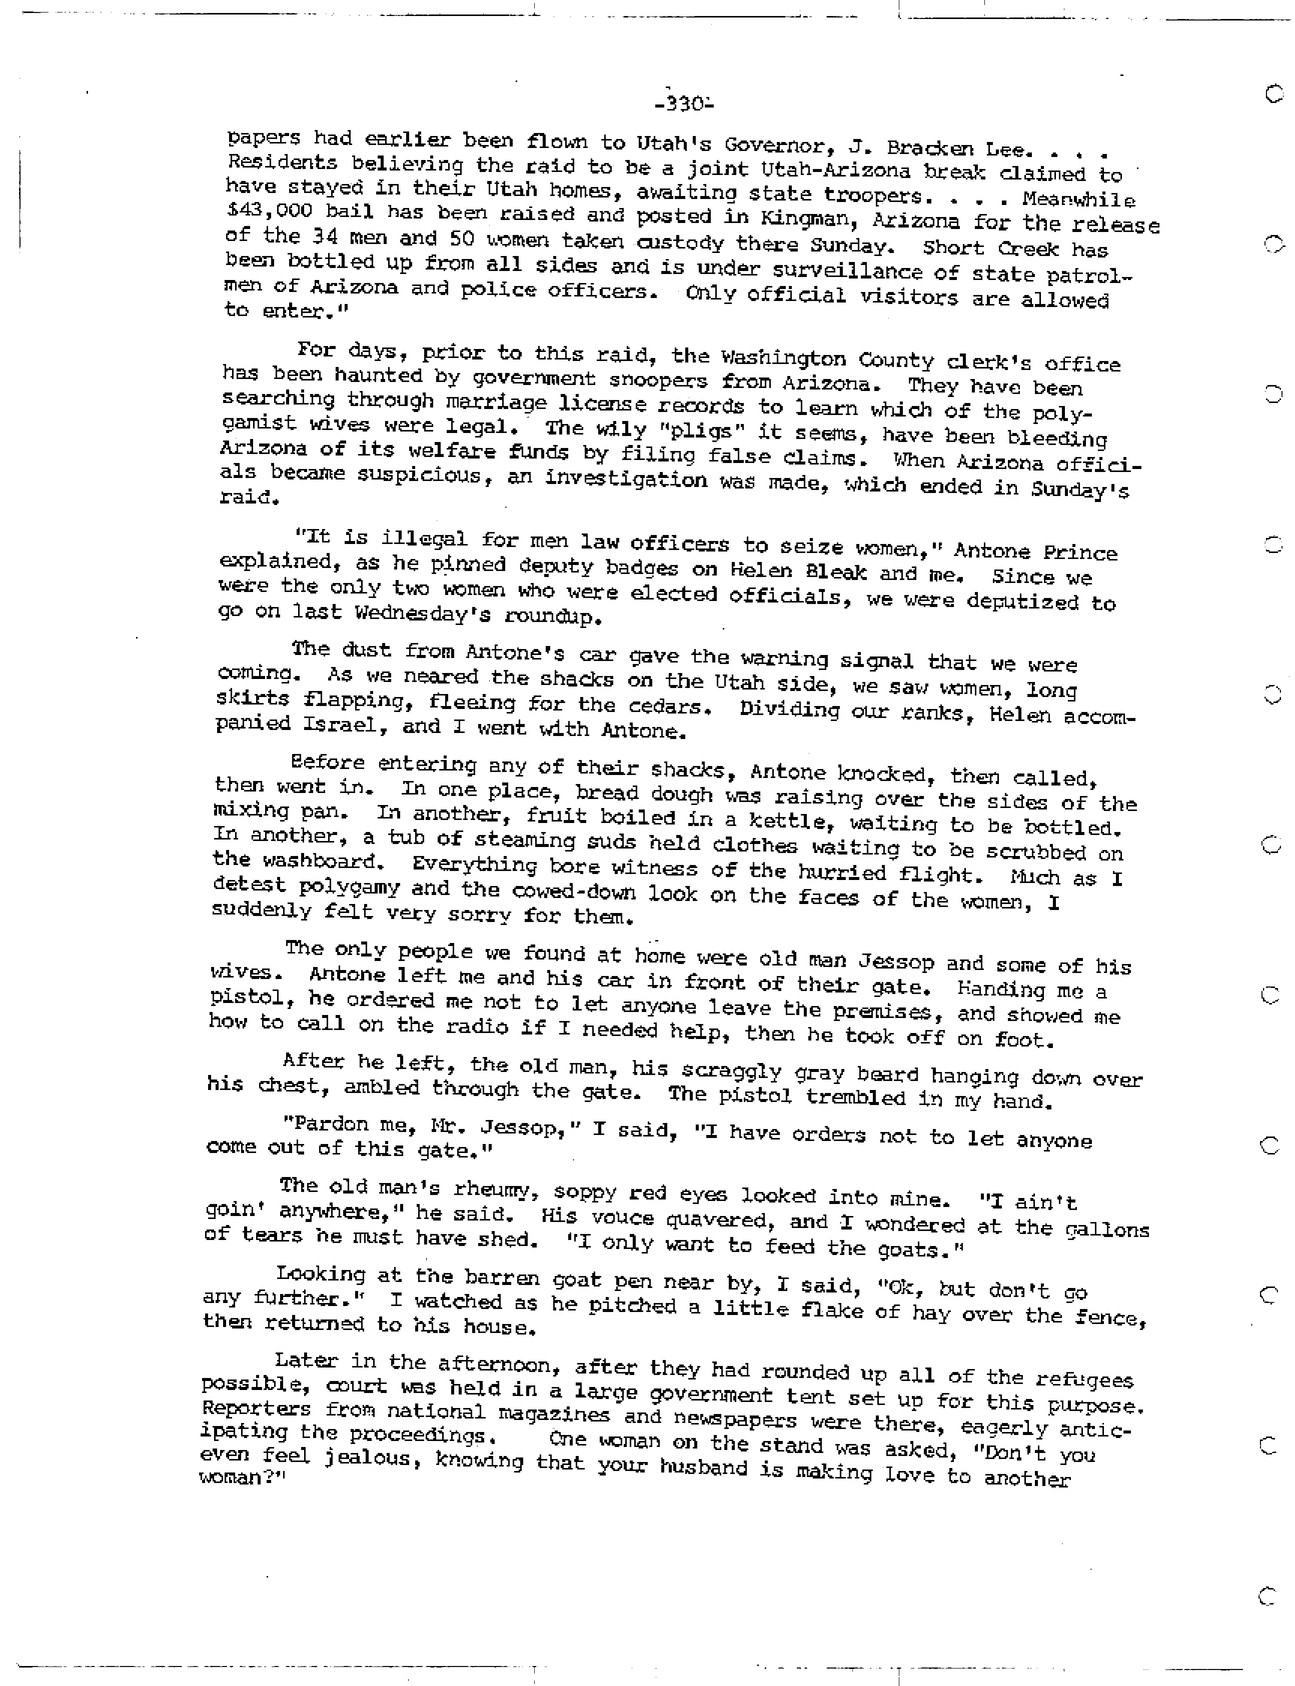 -330-
papers had earlier been flown to Utah's Governor, J. Bracken Lee. . . .
Residents believing the raid to be a joint Utah-Arizona break claimed to
have stayed in their Utah homes, awaiting state troopers. . . . Meanwhile
$43,000 bail has been raised and posted in Kingman, Arizona for the release
of the 34 men and 50 women taken custody there Sunday. Short Creek has
been bottled up from all sides and is under surveillance of state patrol-
men of Arizona and police officers. Only official visitors are allowed
to enter."
For days, prior to this raid, the Washington County clerk's office
has been haunted by government snoopers from Arizona. They have been
searching through marriage license records to learn which of the poly-
gamist wives were legal. The wily "pligs" it seems, have been bleeding
Arizona of its welfare funds by filing false claims. When Arizona offici-
als became suspicious, an investigation was made, which ended in Sunday's
raid.
"It is illegal for men law officers to seize women," Antone Prince
explained, as he pinned deputy badges on Helen Bleak and me. Since we
were the only two women who were elected officials, we were deputized to
go on last Wednesday's roundup.
The dust from Antone's car gave the warning signal that we were
coming. As we neared the shacks on the Utah side, we saw women, long
skirts flapping, fleeing for the cedars. Dividing our ranks, Helen accom-
panied Israel, and I went with Antone.
Before entering any of their shacks, Antone knocked, then called,
then went in. In one place, bread dough was raising over the sides of the
mixing pan. In another, fruit boiled in a kettle, waiting to be bottled.
In another, a tub of steaming suds held clothes waiting to be scrubbed on
the washboard. Everything bore witness of the hurried flight. Much as I
detest polygamy and the cowed-down look on the faces of the women, I
suddenly felt very sorry for them.
The only people we found at home were old man Jessop and some of his
wives. Antone left me and his car in front of their gate. Handing me a
pistol, he ordered me not to let anyone leave the premises, and showed me
how to call on the radio if I needed help, then he took off on foot.
After he left, the old man, his scraggly gray beard hanging down over
his chest, ambled through the gate. The pistol trembled in my hand.
"Pardon me, Mr. Jessop," I said, "I have orders not to let anyone
come out of this gate."
The old man's rheumy, soppy red eyes looked into mine. "I ain't
goin' anywhere," he said. His vouce quavered, and I wondered at the gallons
of tears he must have shed. "I only want to feed the goats."
Looking at the barren goat pen near by, I said, "Ok, but don't go
any further." I watched as he pitched a little flake of hay over the fence,
then returned to his house.
Later in the afternoon, after they had rounded up all of the refugees
possible, court was held in a large government tent set up for this purpose.
Reporters from national magazines and newspapers were there, eagerly antic-
ipating the proceedings. One woman on the stand was asked, "Don't you
even feel jealous, knowing that your husband is making love to another
woman?"